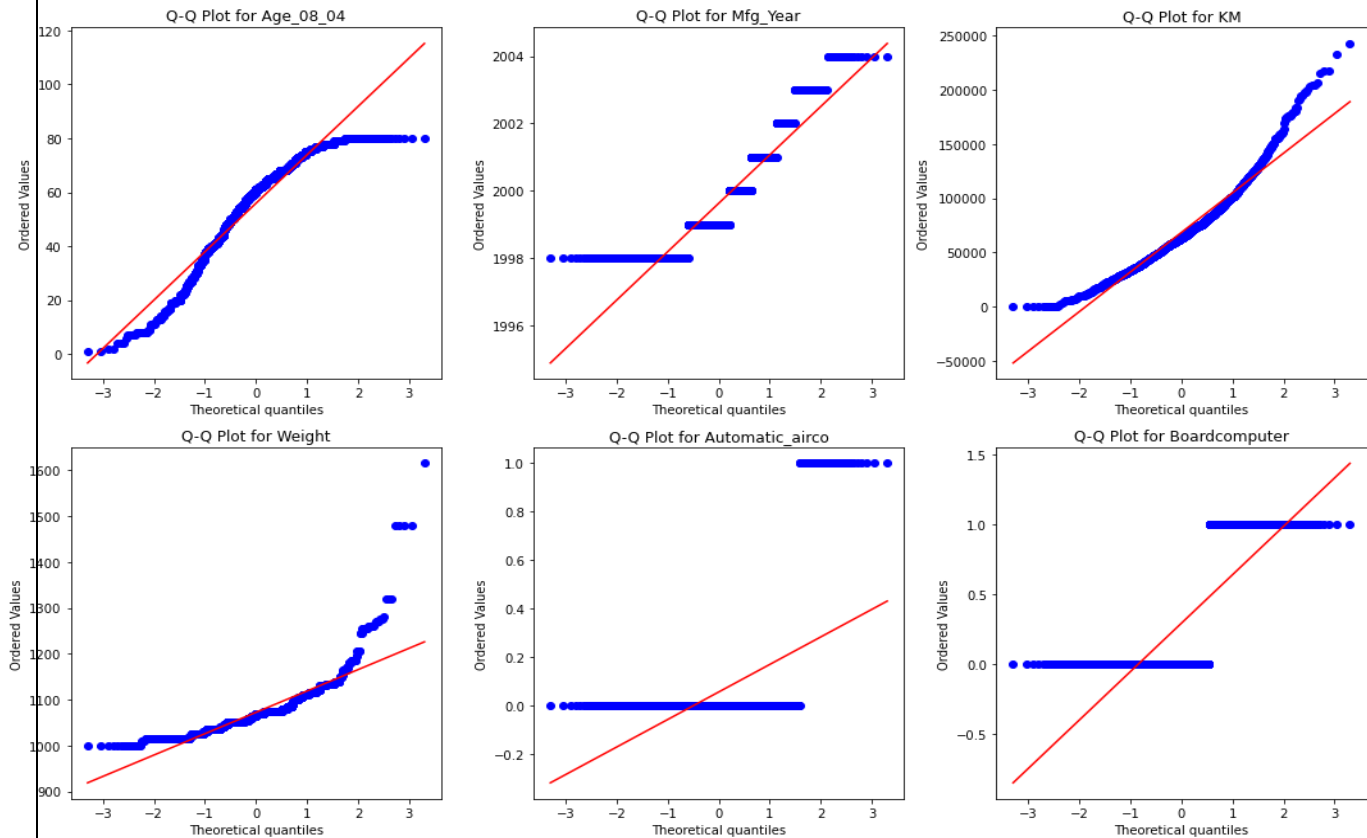 Q-Q Plot for Age_08_04
Q-Q Plot for Mfg_Year
Q-Q Plot for KM
120
100
80
60
40
20
0
Ordered Values
−3 −2 −1 0 1 2 3
Theoretical quantiles
2004
2002
2000
1998
1996
Ordered Values
−3 −2 −1 0 1 2 3
Theoretical quantiles
250000
200000
150000
100000
50000
0
−50000
Ordered Values
−3 −2 −1 0 1 2 3
Theoretical quantiles
Q-Q Plot for Weight
Q-Q Plot for Automatic_airco
Q-Q Plot for Boardcomputer
1600
1500
1400
1300
1200
1100
1000
900
Ordered Values
−3 −2 −1 0 1 2 3
Theoretical quantiles
1.0
0.8
0.6
0.4
0.2
0.0
−0.2
Ordered Values
−3 −2 −1 0 1 2 3
Theoretical quantiles
1.5
1.0
0.5
0.0
−0.5
Ordered Values
−3 −2 −1 0 1 2 3
Theoretical quantiles